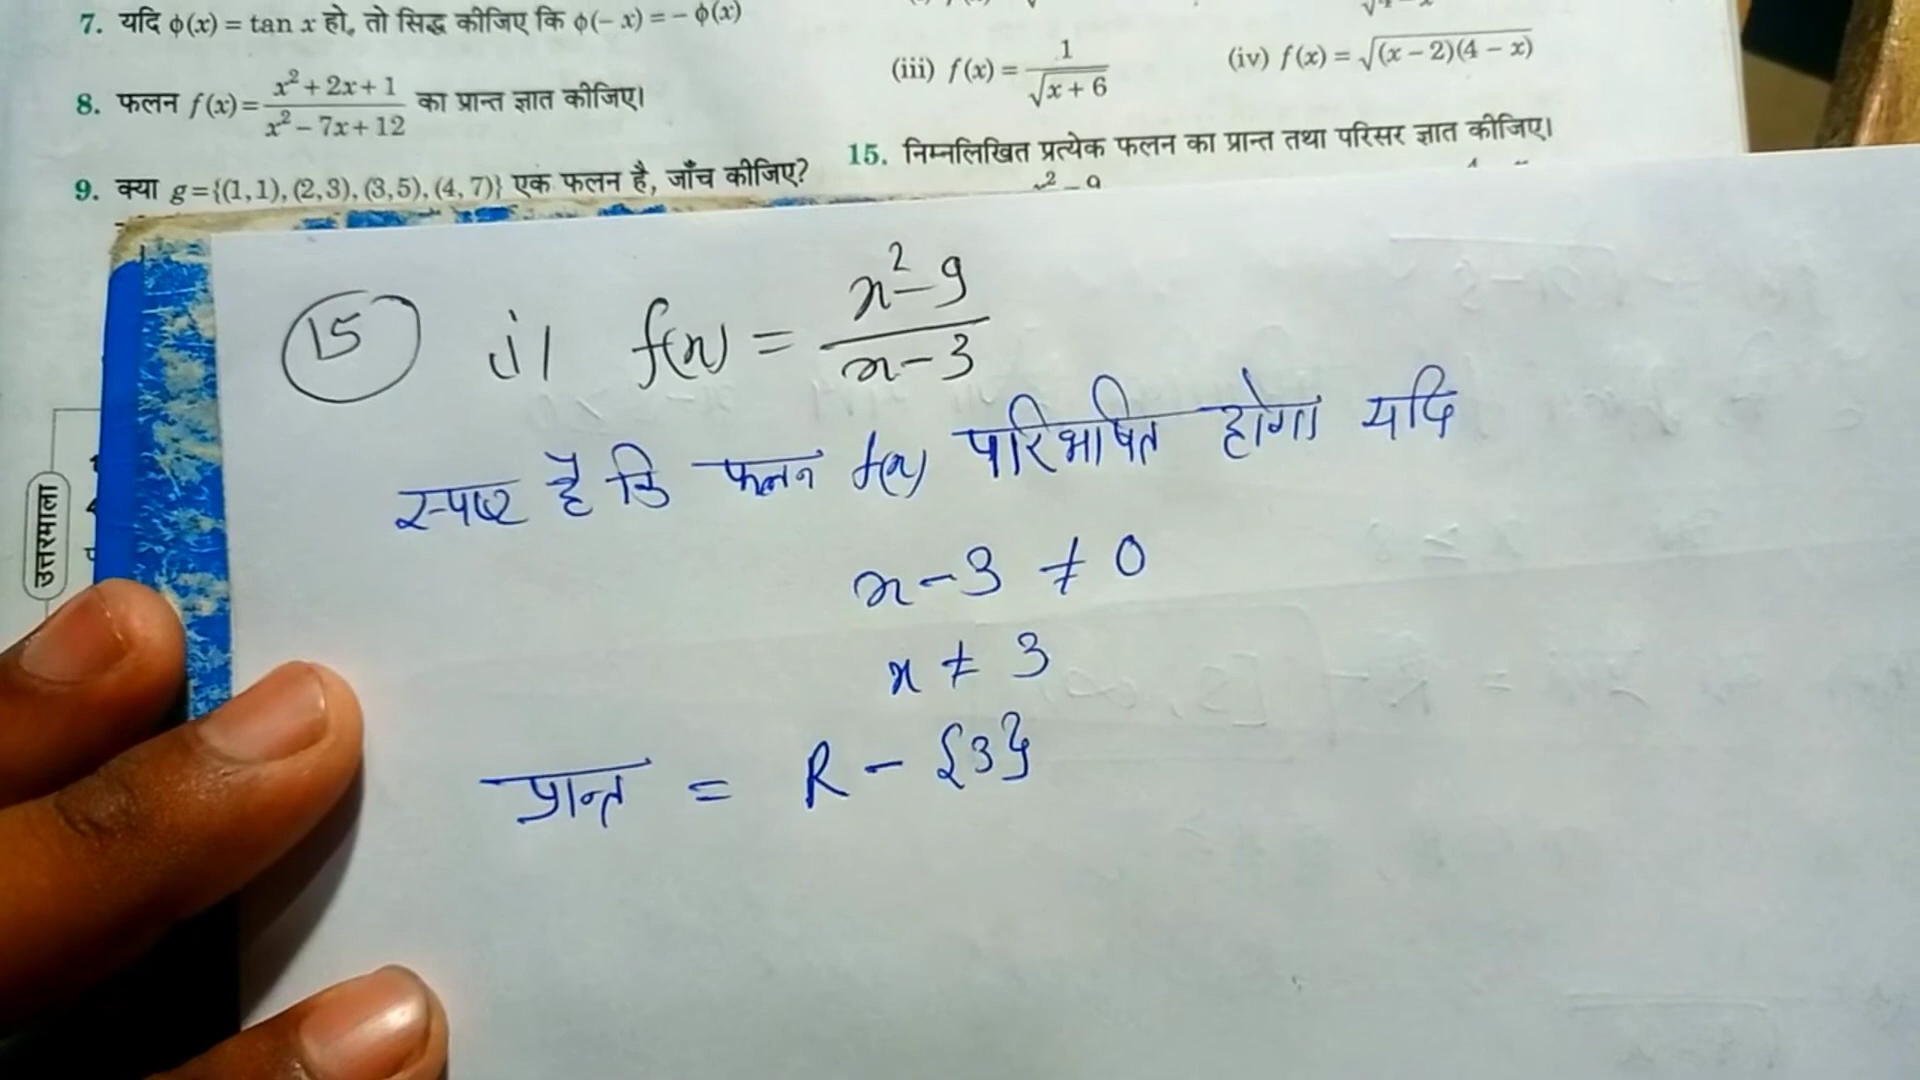 7. यदि φ(x) = tan x हो, तो सिद्ध कीजिए कि φ(– x) = – φ(x)
8. फलन f(x) = (x² + 2x + 1)/(x² – 7x + 12) का प्रान्त ज्ञात कीजिए।
9. क्या g = {(1, 1), (2, 3), (3, 5), (4, 7)} एक फलन है, जाँच कीजिए?
(iii) f(x) = 1/√(x + 6)
(iv) f(x) = √((x – 2)(4 – x))
15. निम्नलिखित प्रत्येक फलन का प्रान्त तथा परिसर ज्ञात कीजिए।
x² – 9
उत्तरमाला
(15) (i) f(x) = (x² – 9)/(x – 3)
स्पष्ट है कि फलन f(x) परिभाषित होगा यदि
x – 3 ≠ 0
x ≠ 3
प्रान्त = R – {3}